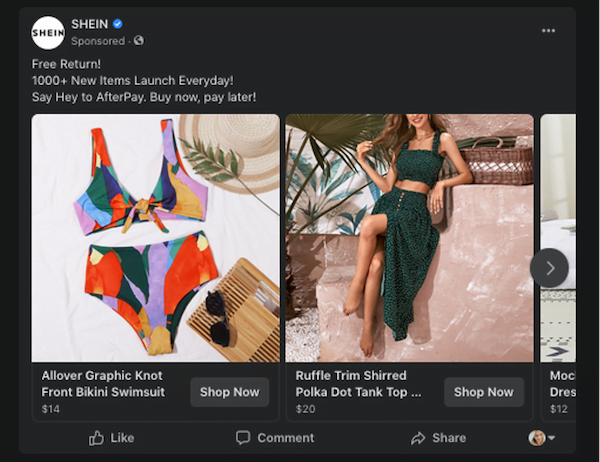 SHEIN
SHEIN
Sponsored ·
Free Return!
1000+ New Items Launch Everyday!
Say Hey to AfterPay. Buy now, pay later!
Allover Graphic Knot
Front Bikini Swimsuit
$14
Shop Now
Ruffle Trim Shirred
Polka Dot Tank Top ...
$20
Shop Now
Moc
Dres
$12
Like
Comment
Share